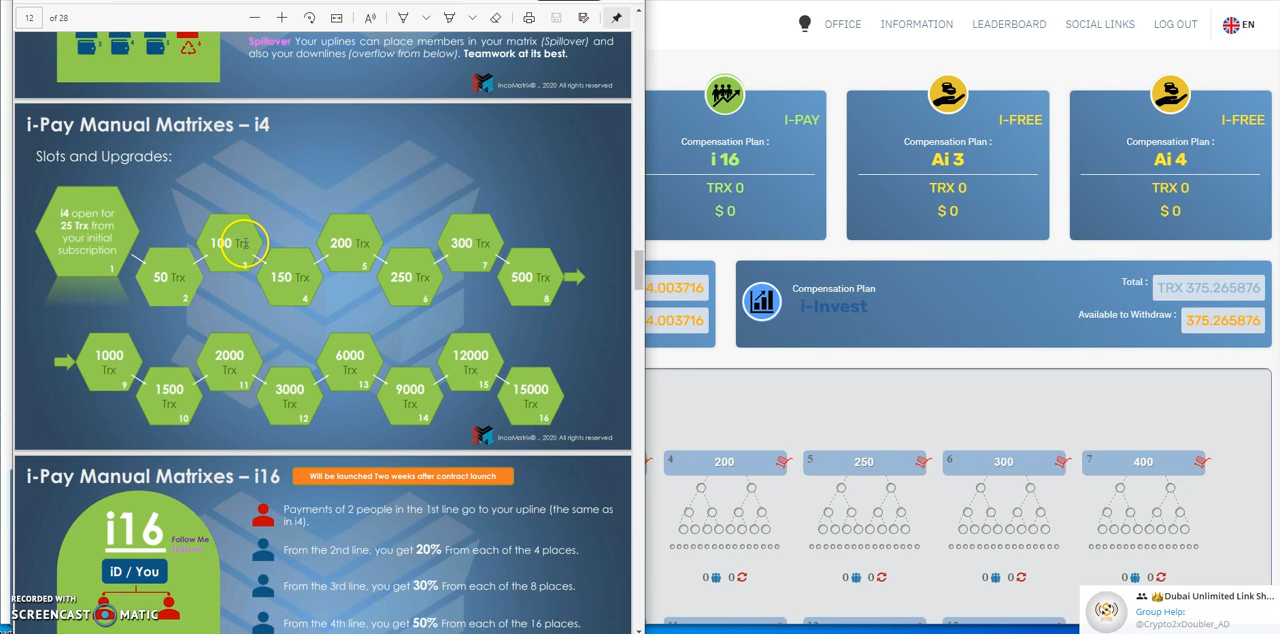 12 of 28
A))
Spillover Your uplines can place members in your matrix (Spillover) and
also your downlines (overflow from below). Teamwork at its best.
3 4 5 6
IncoMatrix® .. 2020 All rights reserved
i-Pay Manual Matrixes – i4
Slots and Upgrades:
i4 open for
25 Trx from
your initial
subscription
1
50 Trx
2
100 Trx
3
150 Trx
4
200 Trx
5
250 Trx
6
300 Trx
7
500 Trx
8
1000
Trx
9
1500
Trx
10
2000
Trx
11
3000
Trx
12
6000
Trx
13
9000
Trx
14
12000
Trx
15
15000
Trx
16
IncoMatrix® .. 2020 All rights reserved
i-Pay Manual Matrixes – i16
Will be launched Two weeks after contract launch
i16
Follow Me
Spillover
iD / You
Payments of 2 people in the 1st line go to your upline (the same as
in i4).
From the 2nd line, you get 20% From each of the 4 places.
From the 3rd line, you get 30% From each of the 8 places.
From the 4th line, you get 50% From each of the 16 places.
RECORDED WITH
SCREENCAST MATIC
OFFICE INFORMATION LEADERBOARD SOCIAL LINKS LOG OUT EN
I-PAY
Compensation Plan :
i 16
TRX 0
$ 0
I-FREE
Compensation Plan :
Ai 3
TRX 0
$ 0
I-FREE
Compensation Plan :
Ai 4
TRX 0
$ 0
4.003716
4.003716
Compensation Plan
i-Invest
Total :
TRX 375.265876
Available to Withdraw :
375.265876
4 200
5 250
6 300
7 400
0 0
0 0
0 0
0 0
Dubai Unlimited Link Sh...
Group Help:
@Crypto2xDoubler_AD